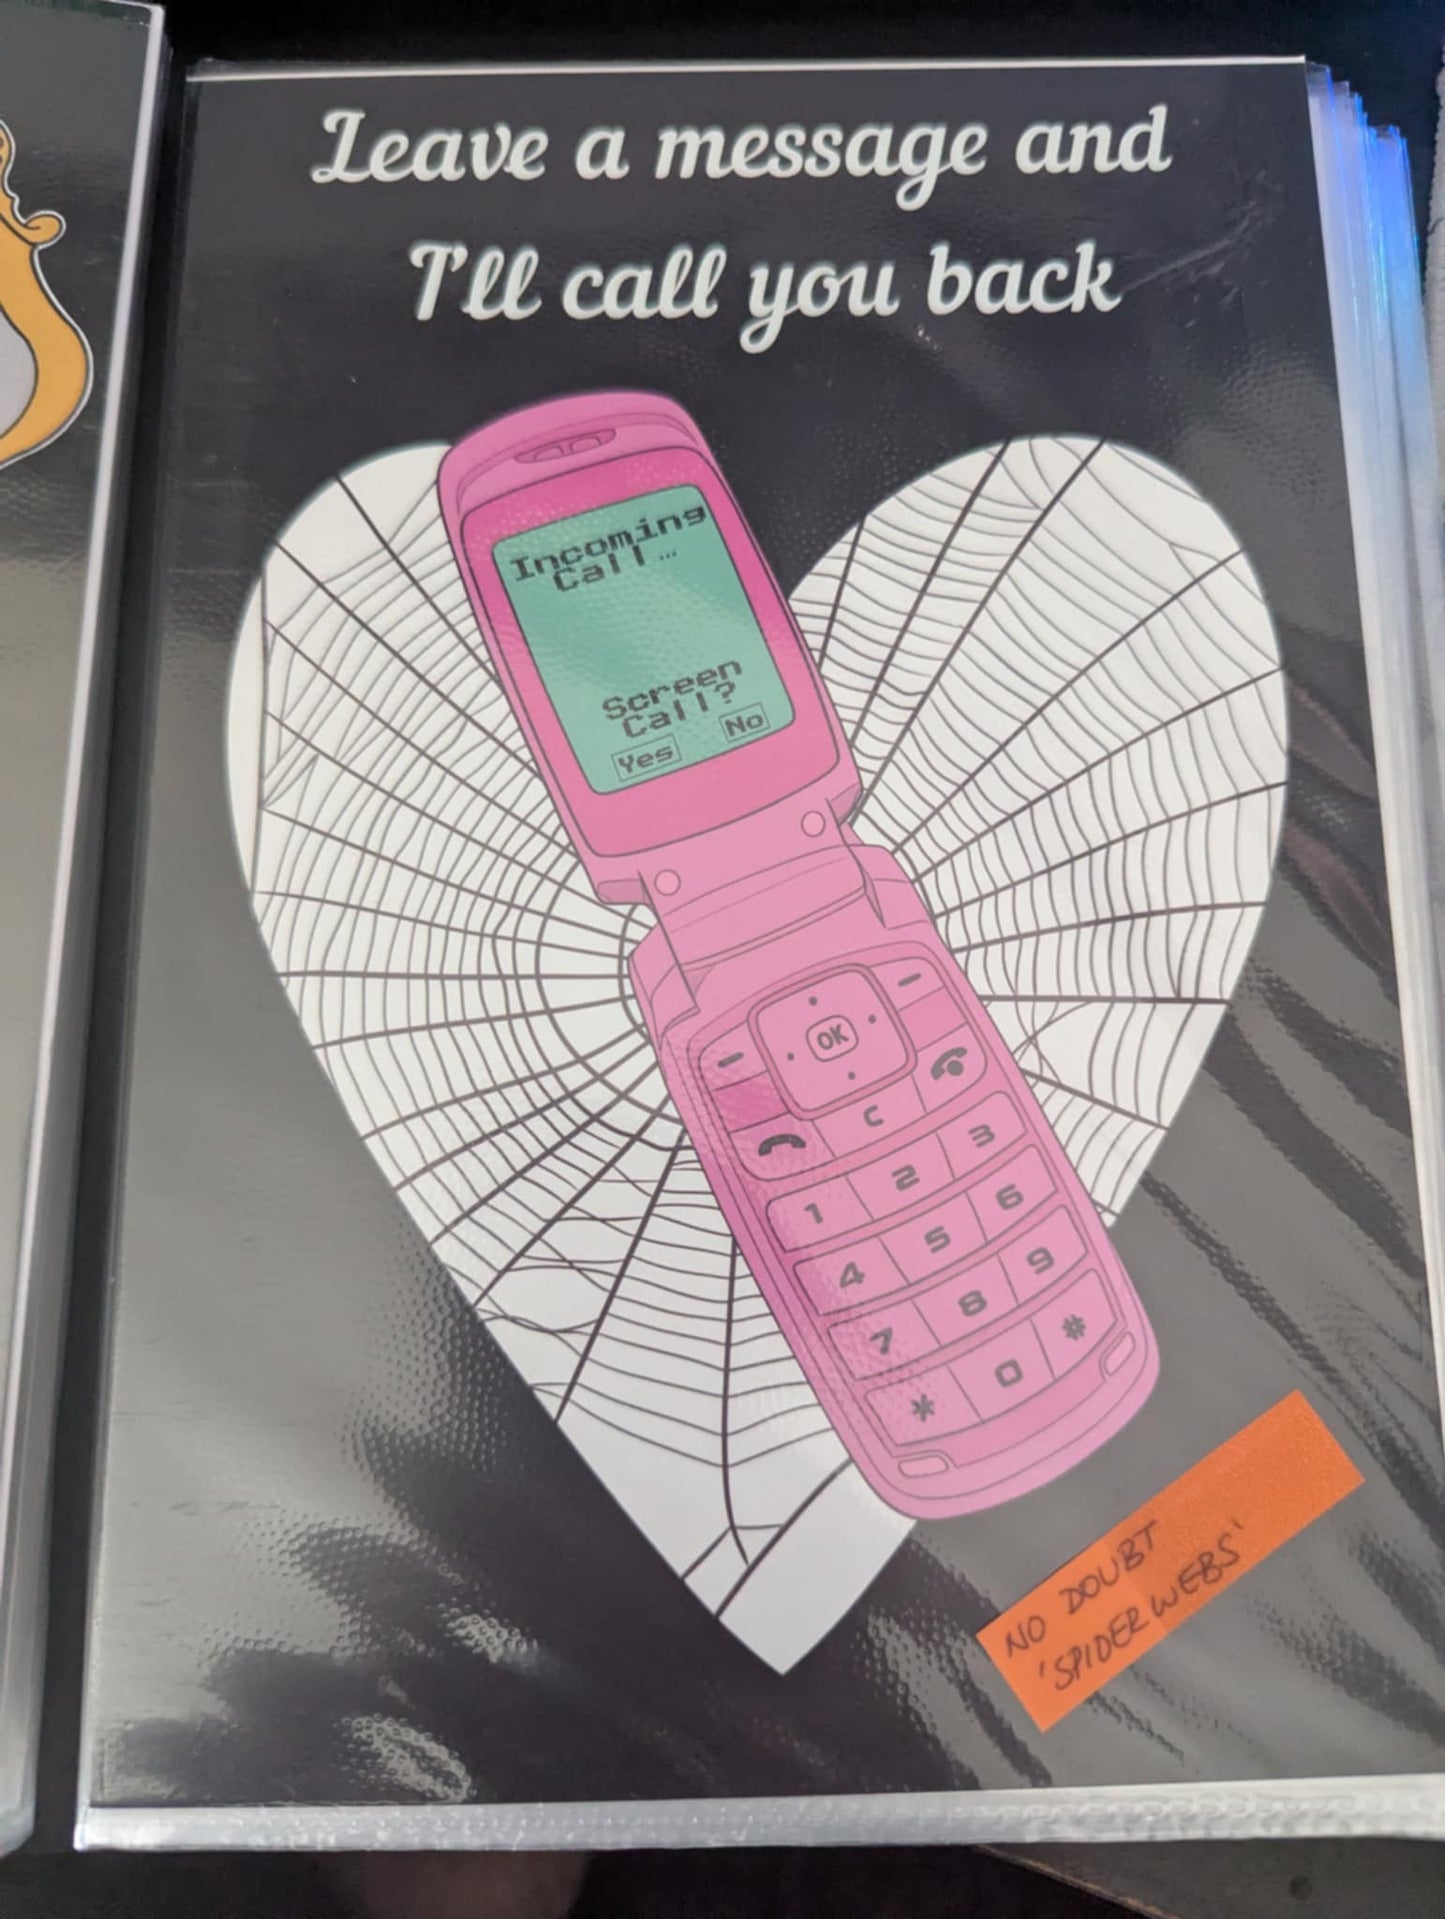 Leave a message and
I'll call you back
Incoming
Call...
Screen
Call?
Yes No
OK
C
1 2 3
4 5 6
7 8 9
* 0 #
NO DOUBT
'SPIDERWEBS'